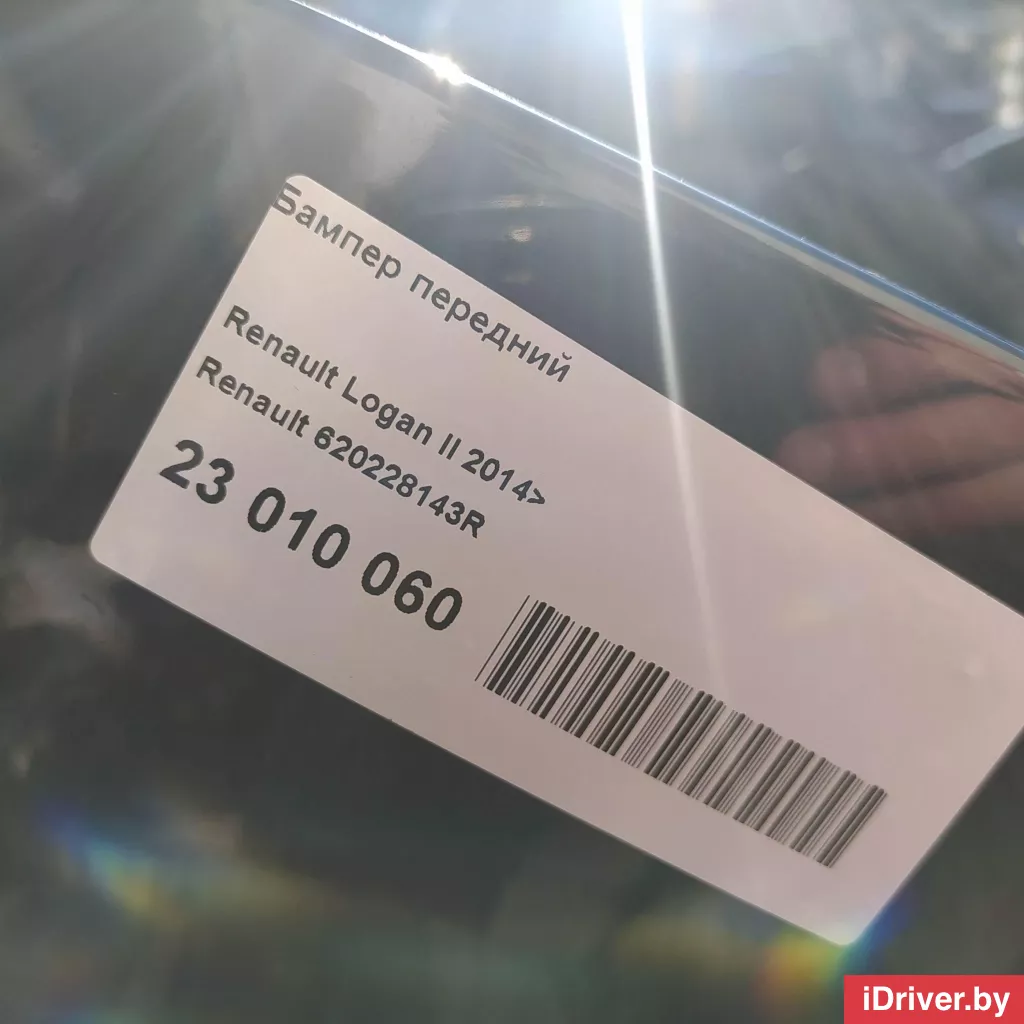 Бампер передний
Renault Logan II 2014>
Renault 620228143R
23 010 060
iDriver.by